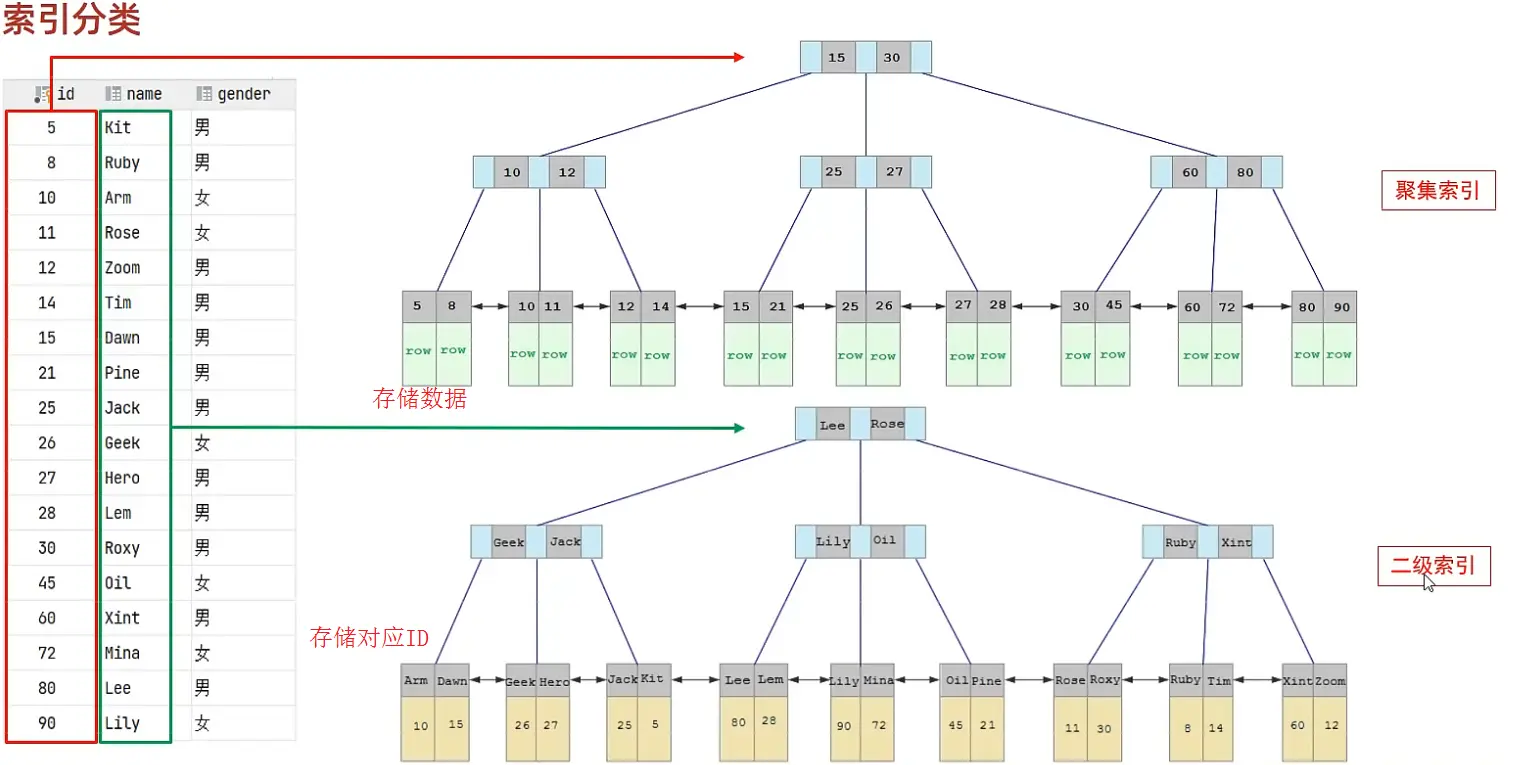 索引分类
id name gender
5 Kit 男
8 Ruby 男
10 Arm 女
11 Rose 女
12 Zoom 男
14 Tim 男
15 Dawn 男
21 Pine 男
25 Jack 男
26 Geek 女
27 Hero 男
28 Lem 男
30 Roxy 男
45 Oil 女
60 Xint 男
72 Mina 女
80 Lee 男
90 Lily 女
15 30
10 12 25 27 60 80
聚集索引
5 8 10 11 12 14 15 21 25 26 27 28 30 45 60 72 80 90
row row row row row row row row row row row row row row row row row row
存储数据
Lee Rose
Geek Jack Lily Oil Ruby Xint
二级索引
存储对应ID
Arm Dawn Geek Hero Jack Kit Lee Lem Lily Mina Oil Pine Rose Roxy Ruby Tim Xint Zoom
10 15 26 27 25 5 80 28 90 72 45 21 11 30 8 14 60 12